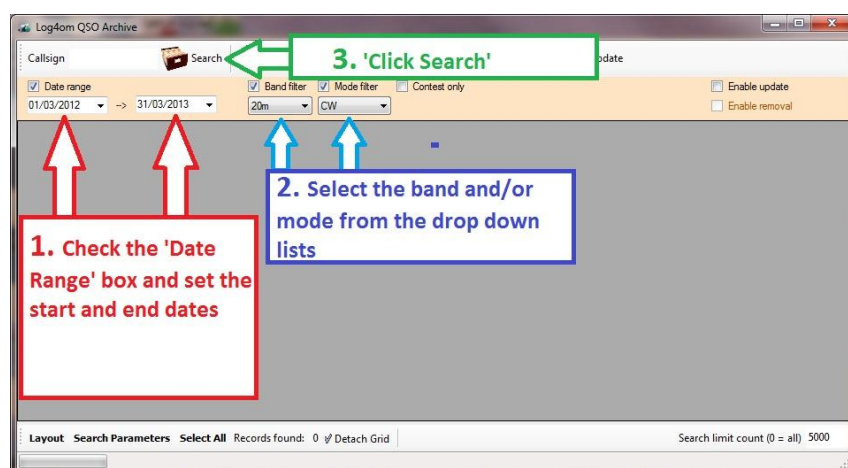 Log4om QSO Archive
Callsign Search
3. 'Click Search'
Date range Band filter Mode filter Contest only Enable update
01/03/2012 -> 31/03/2013 20m CW Enable removal
2. Select the band and/or
mode from the drop down
lists
1. Check the 'Date
Range' box and set the
start and end dates
Layout Search Parameters Select All Records found: 0 Detach Grid Search limit count (0 = all) 5000